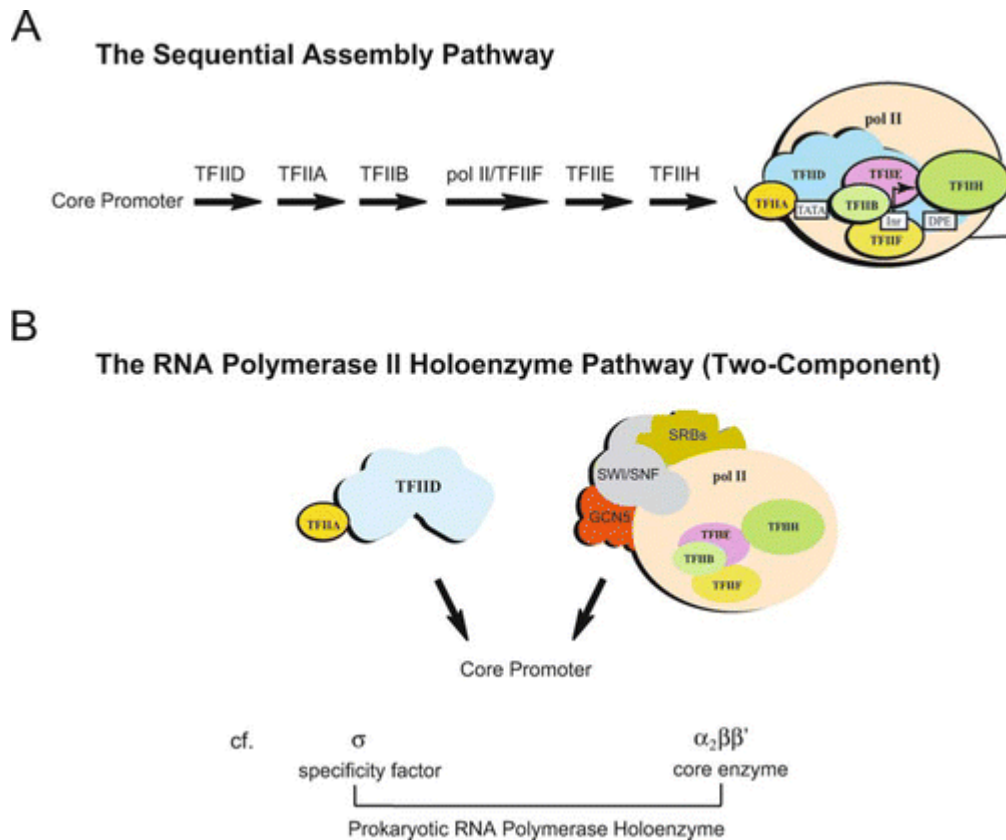 A
The Sequential Assembly Pathway
TFIID TFIIA TFIIB pol II/TFIIF TFIIE TFIIH
Core Promoter
pol II
TFIID
TFIIE
TFIIH
TFIIA
TATA
TFIIB
Inr
DPE
TFIIF
B
The RNA Polymerase II Holoenzyme Pathway (Two-Component)
SRBs
SWI/SNF
pol II
TFIID
GCN5
TFIIA
TFIIH
TFIIE
TFIIB
TFIIF
Core Promoter
cf. σ α₂ββ'
specificity factor core enzyme
Prokaryotic RNA Polymerase Holoenzyme